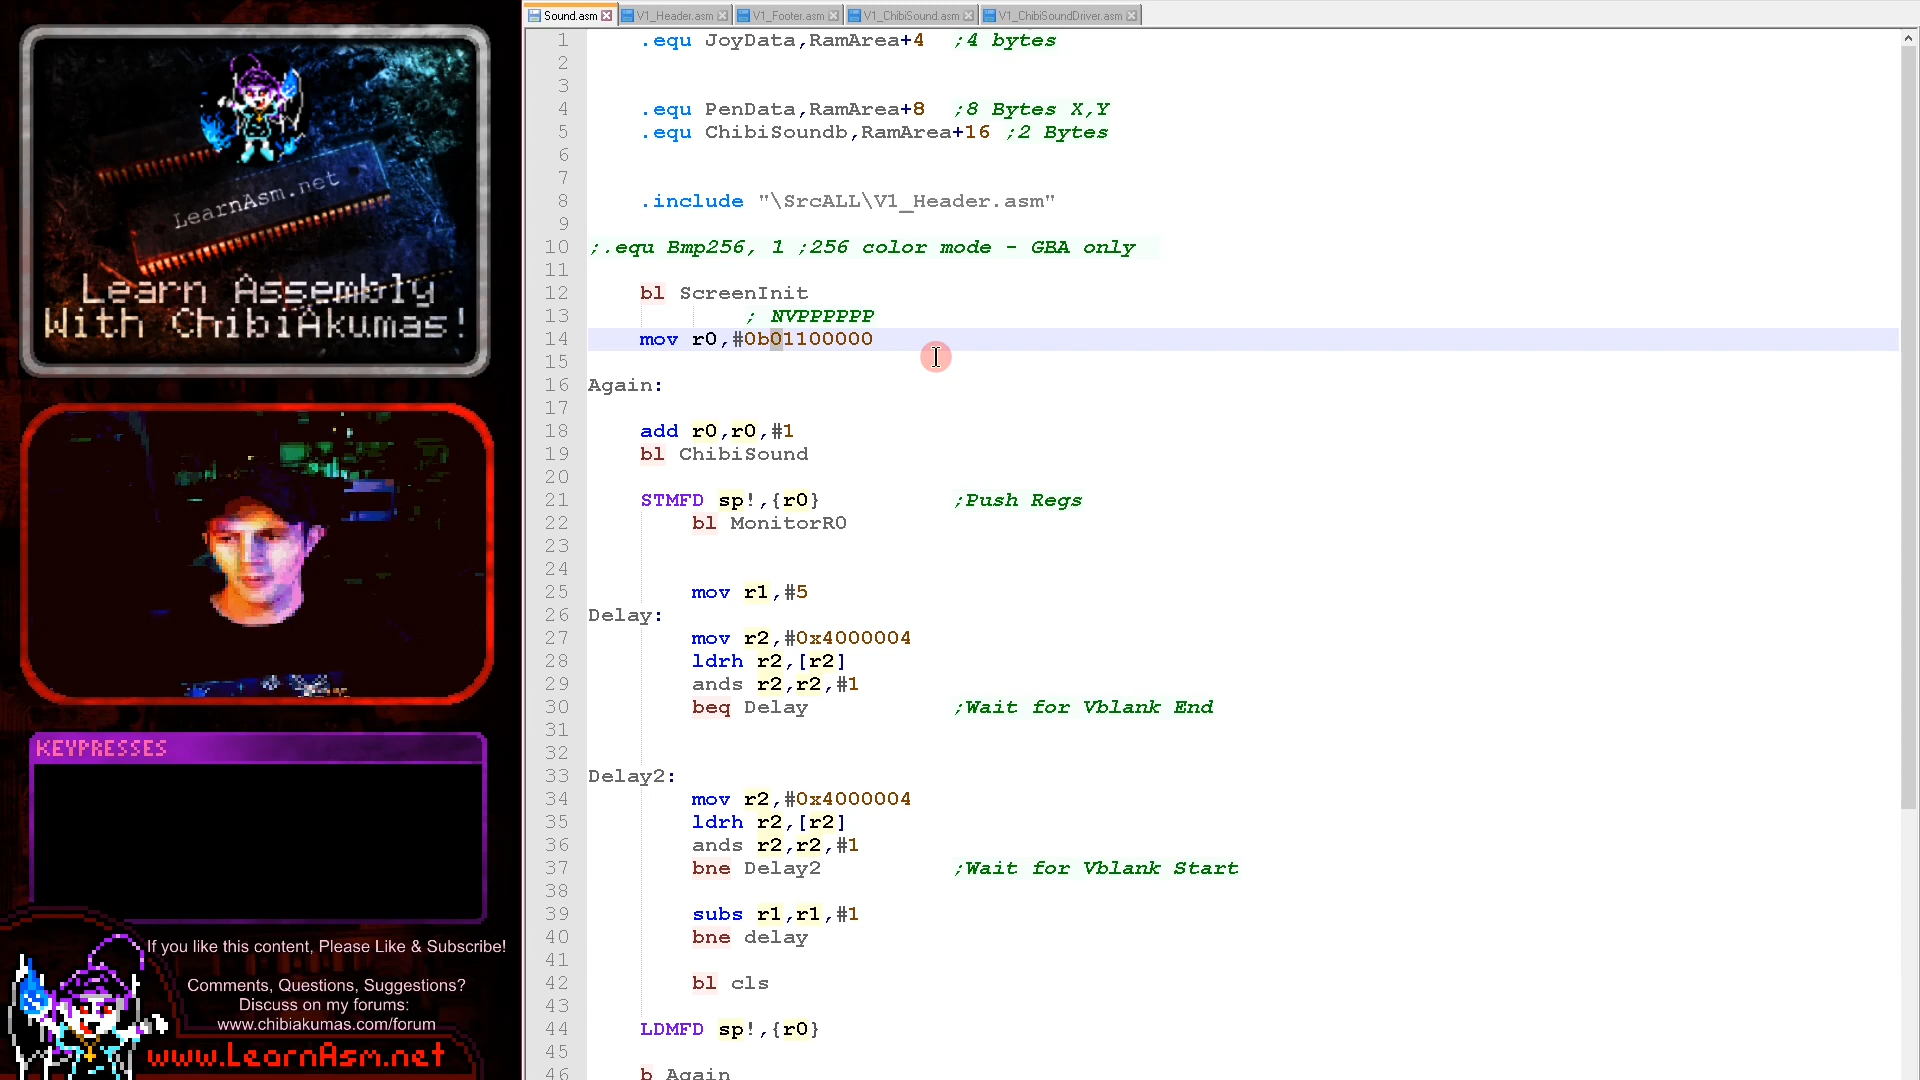 LearnAsm.net
Learn Assembly
With ChibiAkumas!
KEYPRESSES
If you like this content, Please Like & Subscribe!
Comments, Questions, Suggestions?
Discuss on my forums:
www.chibiakumas.com/forum
www.LearnAsm.net
Sound.asm V1_Header.asm V1_Footer.asm V1_ChibiSound.asm V1_ChibiSoundDriver.asm
1 .equ JoyData,RamArea+4 ;4 bytes
2
3
4 .equ PenData,RamArea+8 ;8 Bytes X,Y
5 .equ ChibiSoundb,RamArea+16 ;2 Bytes
6
7
8 .include "\SrcALL\V1_Header.asm"
9
10 ;.equ Bmp256, 1 ;256 color mode - GBA only
11
12 bl ScreenInit
13 ; NVPPPPPP
14 mov r0,#0b01100000
15
16 Again:
17
18 add r0,r0,#1
19 bl ChibiSound
20
21 STMFD sp!,{r0} ;Push Regs
22 bl MonitorR0
23
24
25 mov r1,#5
26 Delay:
27 mov r2,#0x4000004
28 ldrh r2,[r2]
29 ands r2,r2,#1
30 beq Delay ;Wait for Vblank End
31
32
33 Delay2:
34 mov r2,#0x4000004
35 ldrh r2,[r2]
36 ands r2,r2,#1
37 bne Delay2 ;Wait for Vblank Start
38
39 subs r1,r1,#1
40 bne delay
41
42 bl cls
43
44 LDMFD sp!,{r0}
45
46 b Again